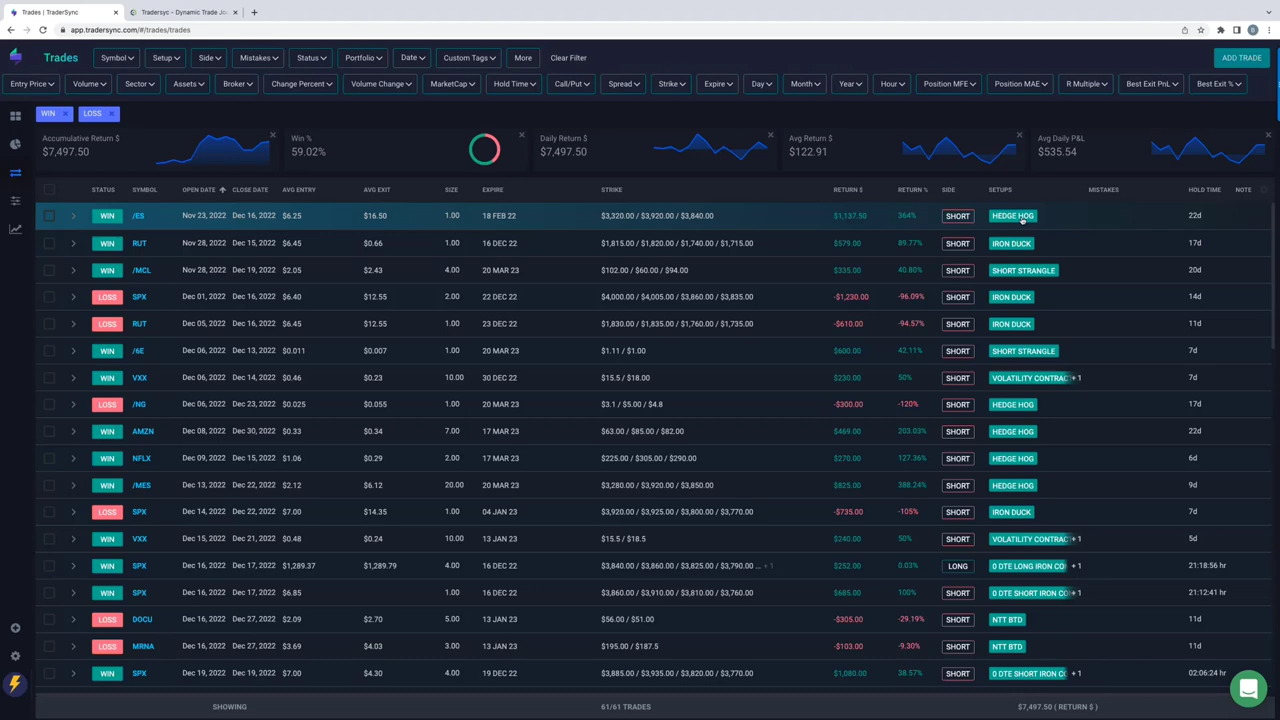 Trades | TraderSync
Tradersyc - Dynamic Trade Jo
app.tradersync.com/#/trades/trades
Trades
Symbol
Setup
Side
Mistakes
Status
Portfolio
Date
Custom Tags
More
Clear Filter
ADD TRADE
Entry Price
Volume
Sector
Assets
Broker
Change Percent
Volume Change
MarketCap
Hold Time
Call/Put
Spread
Strike
Expire
Day
Month
Year
Hour
Position MFE
Position MAE
R Multiple
Best Exit PnL
Best Exit %
WIN
LOSS
Accumulative Return $
$7,497.50
Win %
59.02%
Daily Return $
$7,497.50
Avg Return $
$122.91
Avg Daily P&L
$535.54
STATUS SYMBOL OPEN DATE CLOSE DATE AVG ENTRY AVG EXIT SIZE EXPIRE STRIKE RETURN $ RETURN % SIDE SETUPS MISTAKES HOLD TIME NOTE
WIN /ES Nov 23, 2022 Dec 16, 2022 $6.25 $16.50 1.00 18 FEB 22 $3,320.00 / $3,920.00 / $3,840.00 $1,137.50 364% SHORT HEDGE HOG 22d
WIN RUT Nov 28, 2022 Dec 15, 2022 $6.45 $0.66 1.00 16 DEC 22 $1,815.00 / $1,820.00 / $1,740.00 / $1,715.00 $579.00 89.77% SHORT IRON DUCK 17d
WIN /MCL Nov 28, 2022 Dec 19, 2022 $2.05 $2.43 4.00 20 MAR 23 $102.00 / $60.00 / $94.00 $335.00 40.80% SHORT SHORT STRANGLE 20d
LOSS SPX Dec 01, 2022 Dec 16, 2022 $6.40 $12.55 2.00 22 DEC 22 $4,000.00 / $4,005.00 / $3,860.00 / $3,835.00 -$1,230.00 -96.09% SHORT IRON DUCK 14d
LOSS RUT Dec 05, 2022 Dec 16, 2022 $6.45 $12.55 1.00 23 DEC 22 $1,830.00 / $1,835.00 / $1,760.00 / $1,735.00 -$610.00 -94.57% SHORT IRON DUCK 11d
WIN /6E Dec 06, 2022 Dec 13, 2022 $0.011 $0.007 1.00 20 MAR 23 $1.11 / $1.00 $600.00 42.11% SHORT SHORT STRANGLE 7d
WIN VXX Dec 06, 2022 Dec 14, 2022 $0.46 $0.23 10.00 30 DEC 22 $15.5 / $18.00 $230.00 50% SHORT VOLATILITY CONTRAC + 1 7d
LOSS /NG Dec 06, 2022 Dec 23, 2022 $0.025 $0.055 1.00 20 MAR 23 $3.1 / $5.00 / $4.8 -$300.00 -120% SHORT HEDGE HOG 17d
WIN AMZN Dec 08, 2022 Dec 30, 2022 $0.33 $0.34 7.00 17 MAR 23 $63.00 / $85.00 / $82.00 $469.00 203.03% SHORT HEDGE HOG 22d
WIN NFLX Dec 09, 2022 Dec 15, 2022 $1.06 $0.29 2.00 17 MAR 23 $225.00 / $305.00 / $290.00 $270.00 127.36% SHORT HEDGE HOG 6d
WIN /MES Dec 13, 2022 Dec 22, 2022 $2.12 $6.12 20.00 17 MAR 23 $3,280.00 / $3,920.00 / $3,850.00 $825.00 388.24% SHORT HEDGE HOG 9d
LOSS SPX Dec 14, 2022 Dec 22, 2022 $7.00 $14.35 1.00 04 JAN 23 $3,920.00 / $3,925.00 / $3,800.00 / $3,770.00 -$735.00 -105% SHORT IRON DUCK 7d
WIN VXX Dec 15, 2022 Dec 21, 2022 $0.48 $0.24 10.00 13 JAN 23 $15.5 / $18.5 $240.00 50% SHORT VOLATILITY CONTRAC + 1 5d
WIN SPX Dec 16, 2022 Dec 17, 2022 $1,289.37 $1,289.79 4.00 16 DEC 22 $3,840.00 / $3,860.00 / $3,825.00 / $3,790.00 ... + 1 $252.00 0.03% LONG 0 DTE LONG IRON CO + 1 21:18:56 hr
WIN SPX Dec 16, 2022 Dec 17, 2022 $6.85 1.00 16 DEC 22 $3,860.00 / $3,910.00 / $3,810.00 / $3,760.00 $685.00 100% SHORT 0 DTE SHORT IRON CO + 1 21:12:41 hr
LOSS DOCU Dec 16, 2022 Dec 27, 2022 $2.09 $2.70 5.00 13 JAN 23 $56.00 / $51.00 -$305.00 -29.19% SHORT NTT BTD 11d
LOSS MRNA Dec 16, 2022 Dec 27, 2022 $3.69 $4.03 3.00 13 JAN 23 $195.00 / $187.5 -$103.00 -9.30% SHORT NTT BTD 11d
WIN SPX Dec 19, 2022 Dec 19, 2022 $7.00 $4.30 4.00 19 DEC 22 $3,885.00 / $3,935.00 / $3,820.00 / $3,770.00 $1,080.00 38.57% SHORT 0 DTE SHORT IRON C + 1 02:06:24 hr
SHOWING 61/61 TRADES $7,497.50 ( RETURN $ )